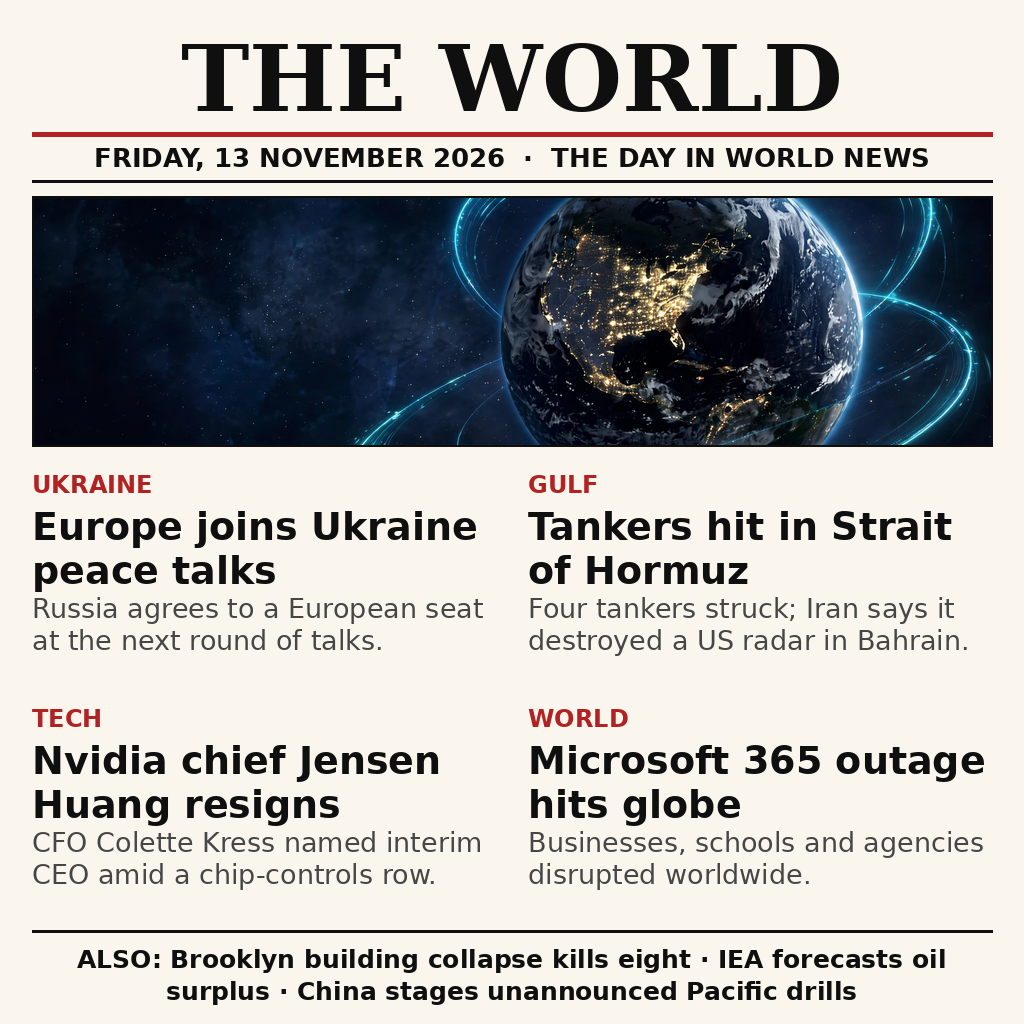 THE WORLD
FRIDAY, 13 NOVEMBER 2026 · THE DAY IN WORLD NEWS
UKRAINE
Europe joins Ukraine
peace talks
Russia agrees to a European seat
at the next round of talks.
GULF
Tankers hit in Strait
of Hormuz
Four tankers struck; Iran says it
destroyed a US radar in Bahrain.
TECH
Nvidia chief Jensen
Huang resigns
CFO Colette Kress named interim
CEO amid a chip-controls row.
WORLD
Microsoft 365 outage
hits globe
Businesses, schools and agencies
disrupted worldwide.
ALSO: Brooklyn building collapse kills eight · IEA forecasts oil
surplus · China stages unannounced Pacific drills